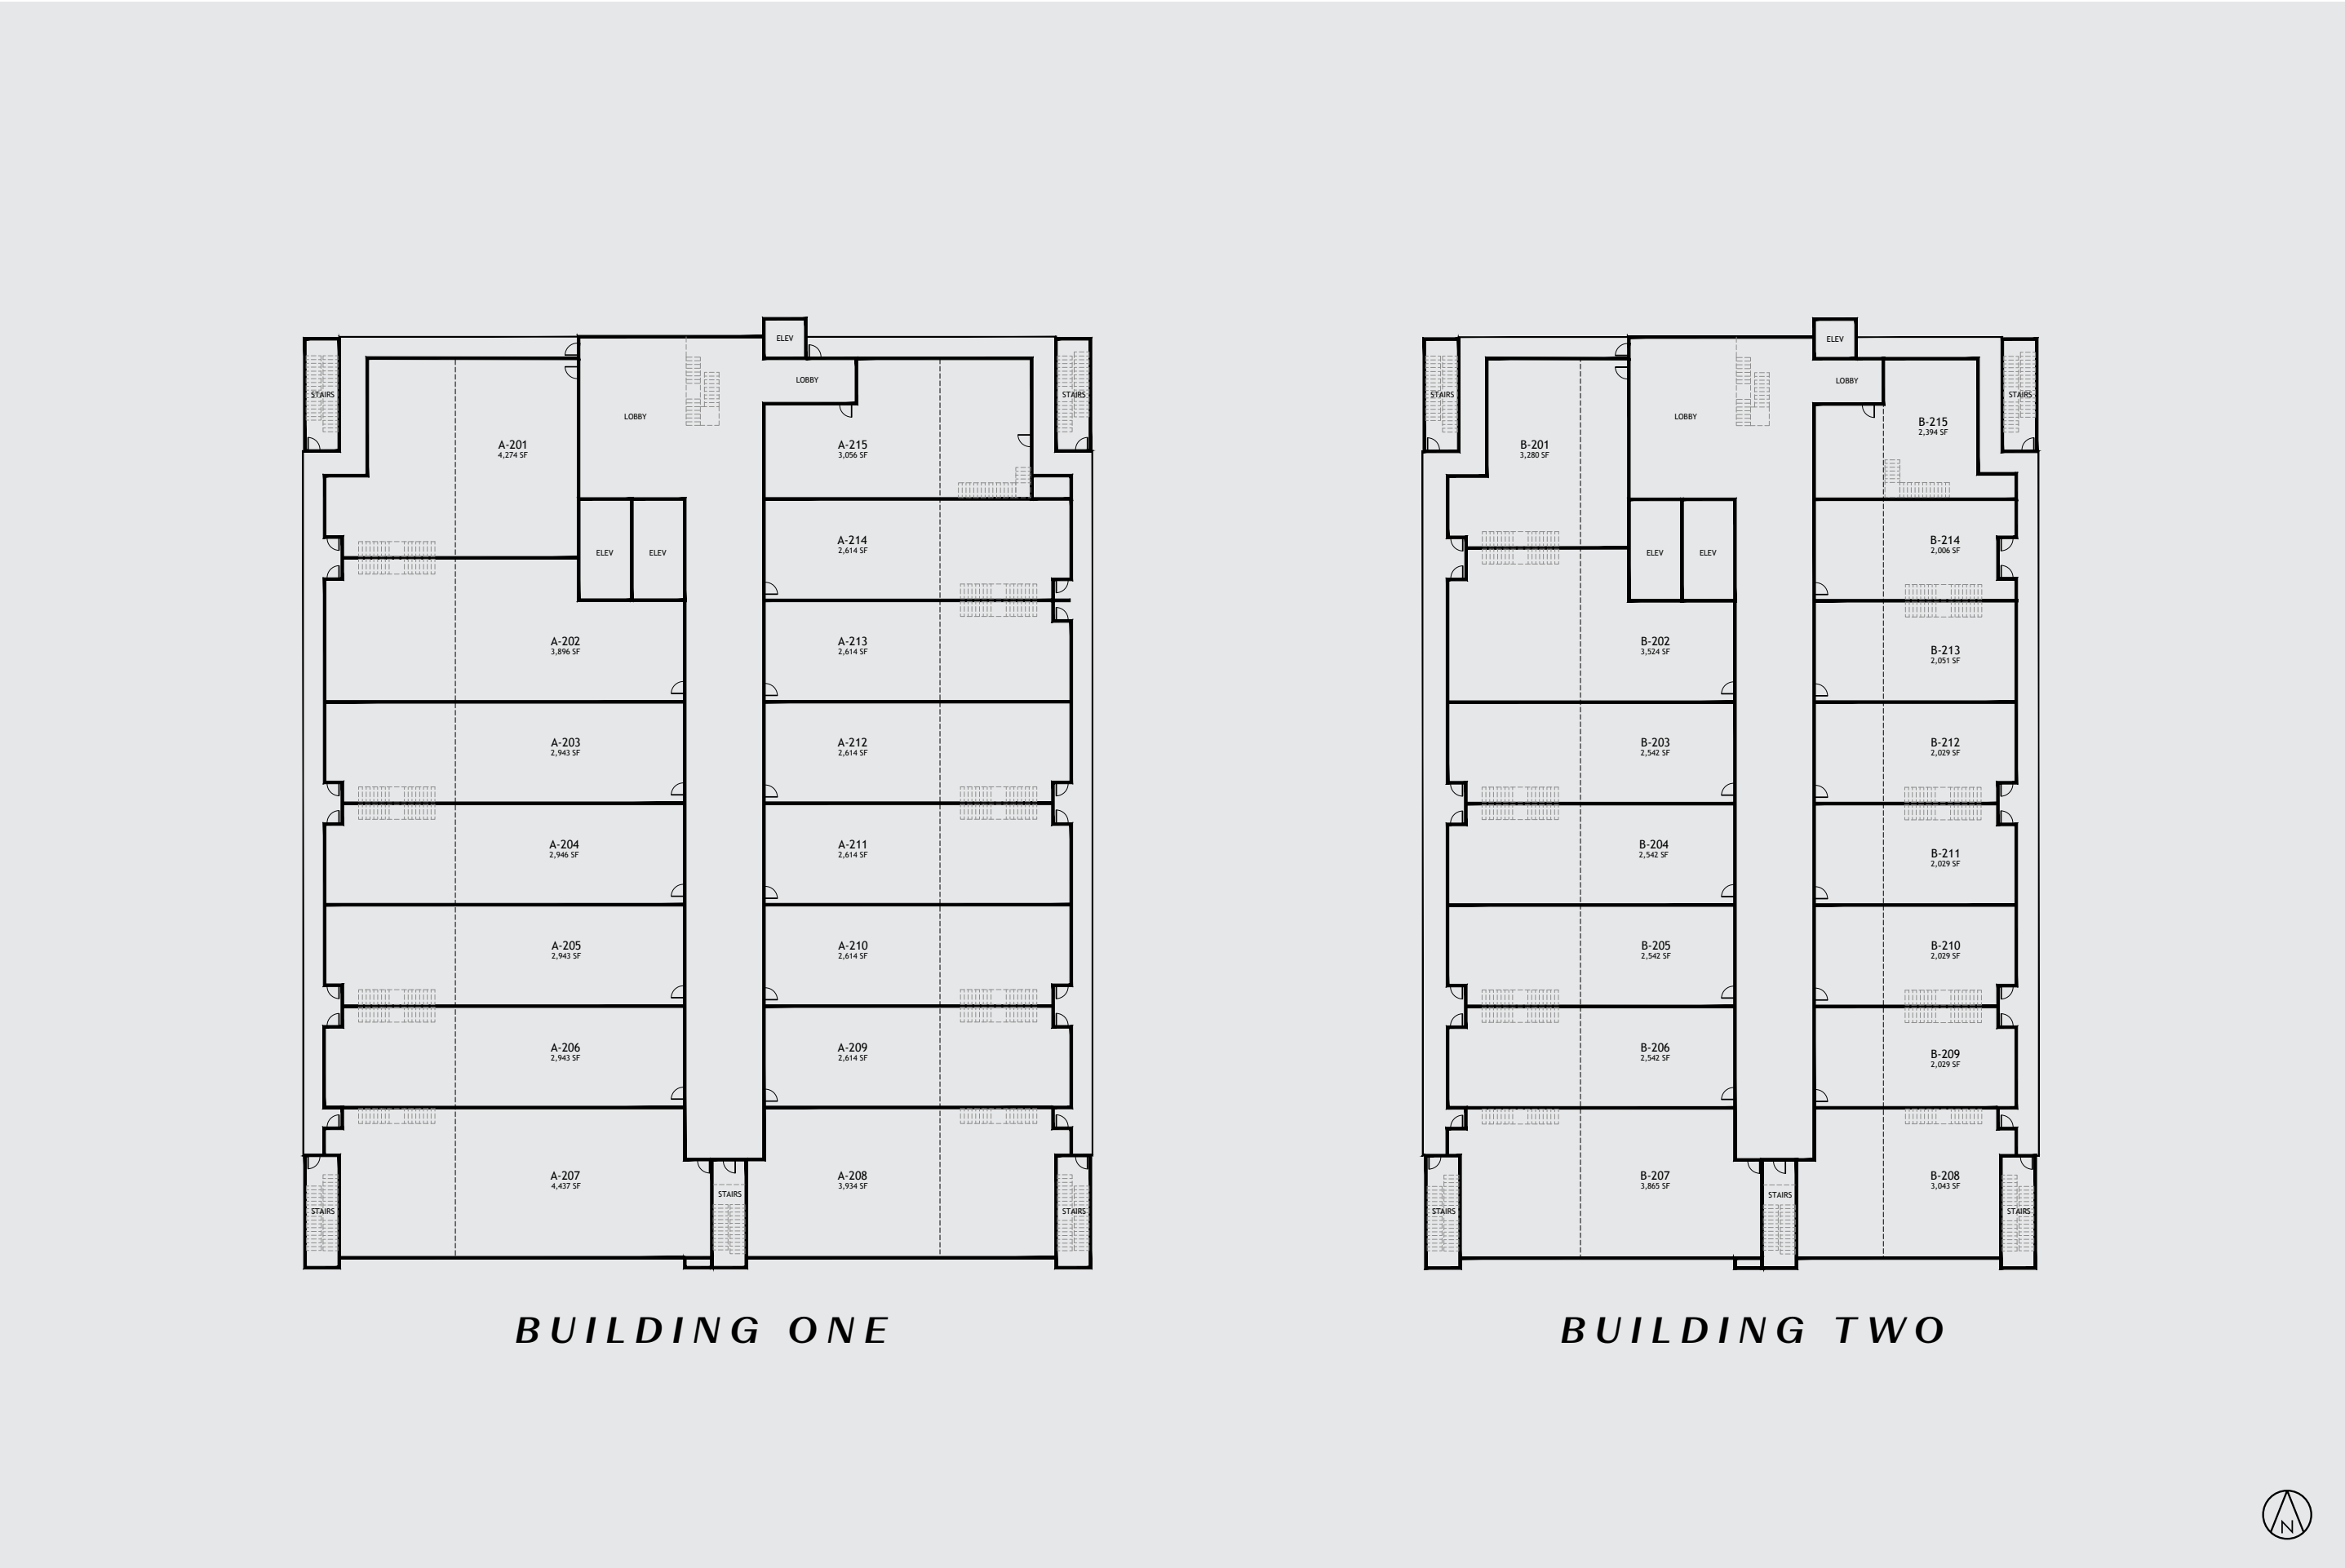 ELEV
LOBBY
LOBBY
STAIRS
STAIRS
A-201
4,274 SF
A-215
3,056 SF
ELEV
ELEV
A-214
2,614 SF
A-202
3,896 SF
A-213
2,614 SF
A-203
2,943 SF
A-212
2,614 SF
A-204
2,946 SF
A-211
2,614 SF
A-205
2,943 SF
A-210
2,614 SF
A-206
2,943 SF
A-209
2,614 SF
A-207
4,437 SF
A-208
3,934 SF
STAIRS
STAIRS
STAIRS
BUILDING ONE
ELEV
LOBBY
LOBBY
STAIRS
STAIRS
B-201
3,280 SF
B-215
2,394 SF
ELEV
ELEV
B-214
2,006 SF
B-202
3,524 SF
B-213
2,051 SF
B-203
2,542 SF
B-212
2,029 SF
B-204
2,542 SF
B-211
2,029 SF
B-205
2,542 SF
B-210
2,029 SF
B-206
2,542 SF
B-209
2,029 SF
B-207
3,865 SF
B-208
3,043 SF
STAIRS
STAIRS
STAIRS
BUILDING TWO
N